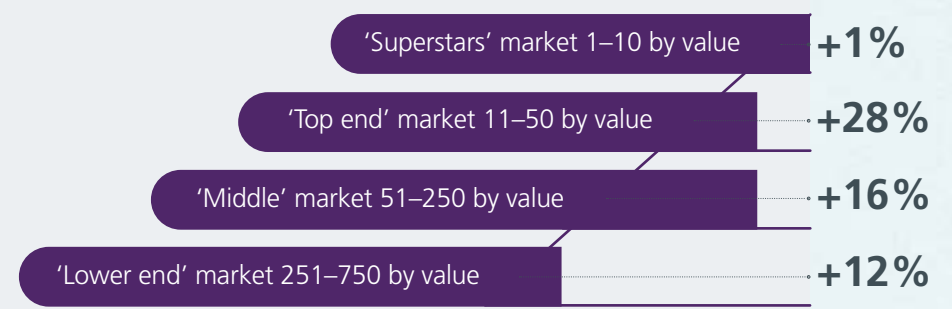 ‘Superstars’ market 1–10 by value +1%
‘Top end’ market 11–50 by value +28%
‘Middle’ market 51–250 by value +16%
‘Lower end’ market 251–750 by value +12%